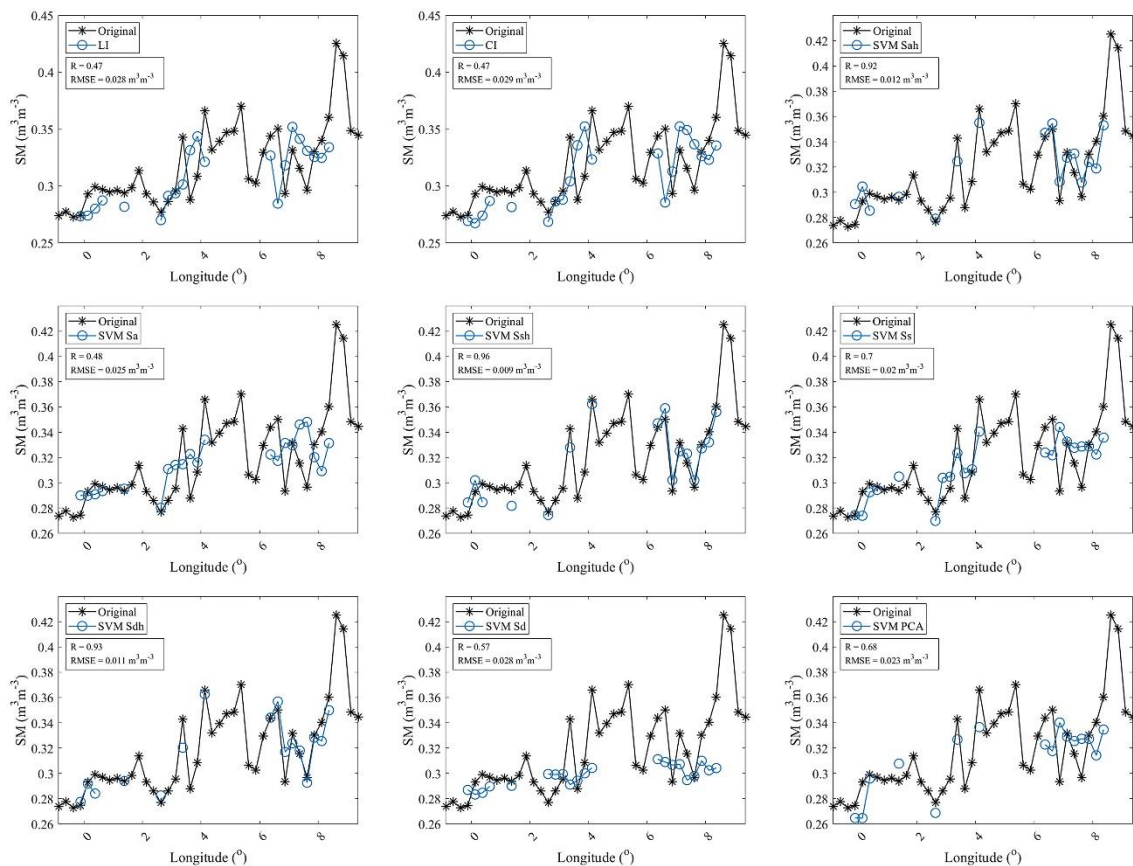 0.45
0.4
0.35
0.3
0.25
SM (m³m⁻³)
Original
LI
R = 0.47
RMSE = 0.028 m³m⁻³
0 2 4 6 8
Longitude (°)
0.45
0.4
0.35
0.3
0.25
SM (m³m⁻³)
Original
CI
R = 0.47
RMSE = 0.029 m³m⁻³
0 2 4 6 8
Longitude (°)
0.42
0.4
0.38
0.36
0.34
0.32
0.3
0.28
0.26
SM (m³m⁻³)
Original
SVM Sah
R = 0.92
RMSE = 0.012 m³m⁻³
0 2 4 6 8
Longitude (°)
0.42
0.4
0.38
0.36
0.34
0.32
0.3
0.28
0.26
SM (m³m⁻³)
Original
SVM Sa
R = 0.48
RMSE = 0.025 m³m⁻³
0 2 4 6 8
Longitude (°)
0.42
0.4
0.38
0.36
0.34
0.32
0.3
0.28
0.26
SM (m³m⁻³)
Original
SVM Ssh
R = 0.96
RMSE = 0.009 m³m⁻³
0 2 4 6 8
Longitude (°)
0.42
0.4
0.38
0.36
0.34
0.32
0.3
0.28
0.26
SM (m³m⁻³)
Original
SVM Ss
R = 0.7
RMSE = 0.02 m³m⁻³
0 2 4 6 8
Longitude (°)
0.42
0.4
0.38
0.36
0.34
0.32
0.3
0.28
0.26
SM (m³m⁻³)
Original
SVM Sdh
R = 0.93
RMSE = 0.011 m³m⁻³
0 2 4 6 8
Longitude (°)
0.42
0.4
0.38
0.36
0.34
0.32
0.3
0.28
0.26
SM (m³m⁻³)
Original
SVM Sd
R = 0.57
RMSE = 0.028 m³m⁻³
0 2 4 6 8
Longitude (°)
0.42
0.4
0.38
0.36
0.34
0.32
0.3
0.28
0.26
SM (m³m⁻³)
Original
SVM PCA
R = 0.68
RMSE = 0.023 m³m⁻³
0 2 4 6 8
Longitude (°)